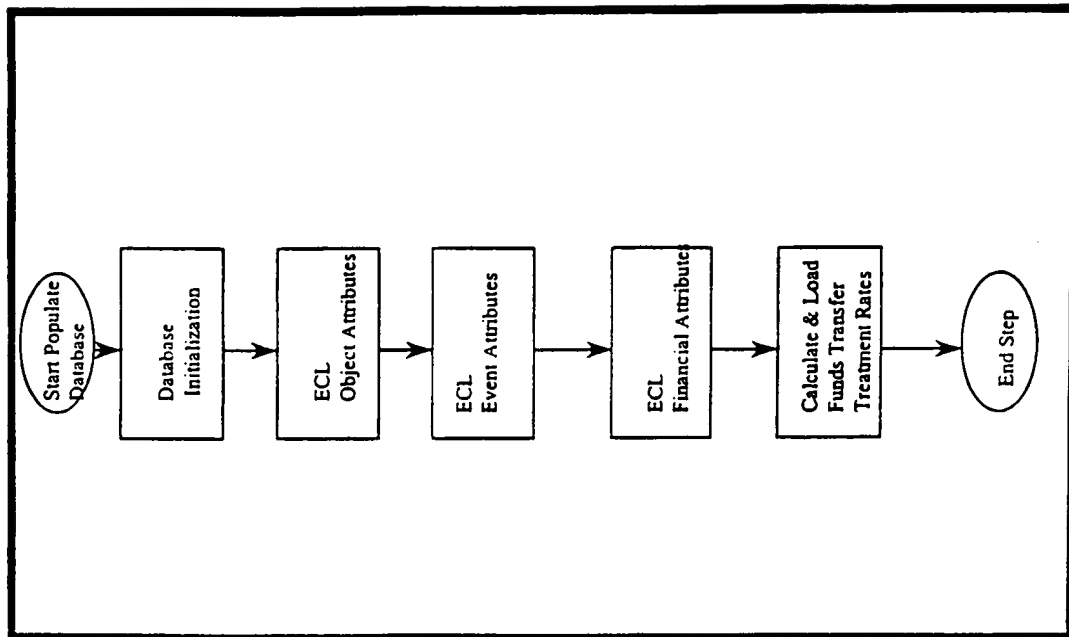 Start Populate
Database
Database
Initialization
ECL
Object Attributes
ECL
Event Attributes
ECL
Financial Attributes
Calculate & Load
Funds Transfer
Treatment Rates
End Step